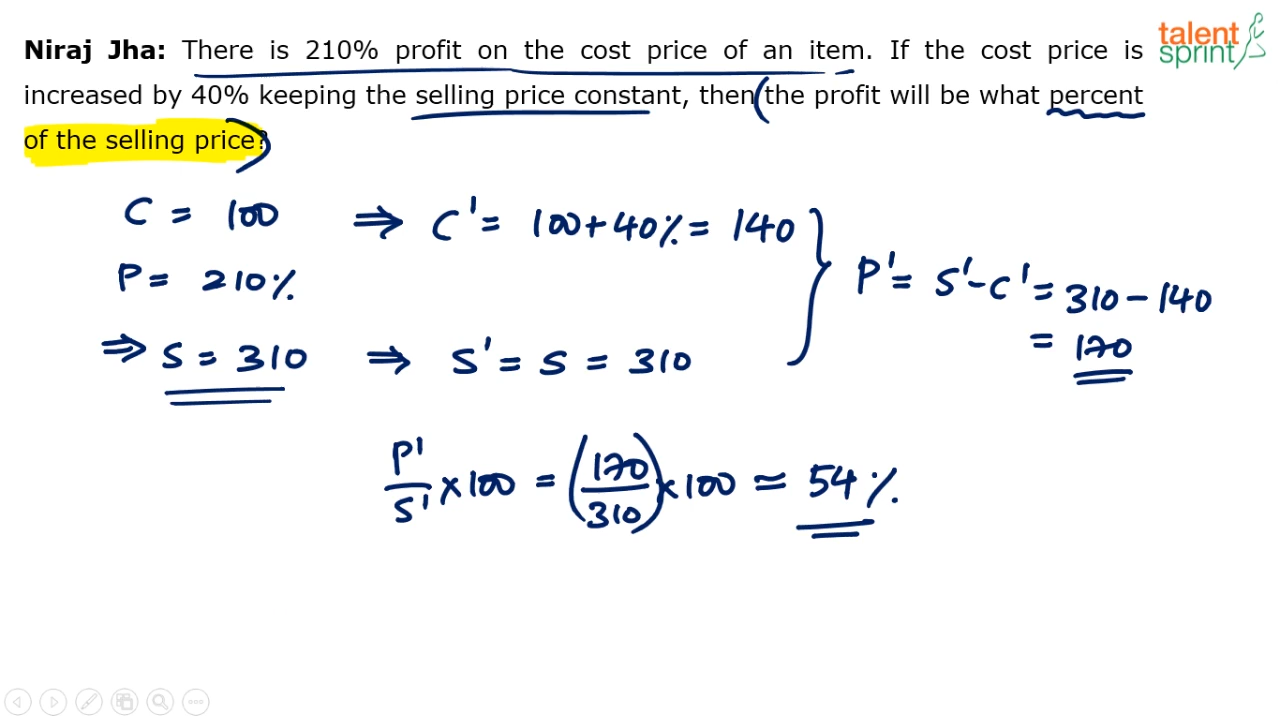 talent
sprint
Niraj Jha: There is 210% profit on the cost price of an item. If the cost price is
increased by 40% keeping the selling price constant, then the profit will be what percent
of the selling price?
C = 100 ⇒ C' = 100+40% = 140
P = 210%
P' = S'-C' = 310-140
= 170
⇒ S = 310 ⇒ S' = S = 310
P'/S' × 100 = (170/310) × 100 ≈ 54%